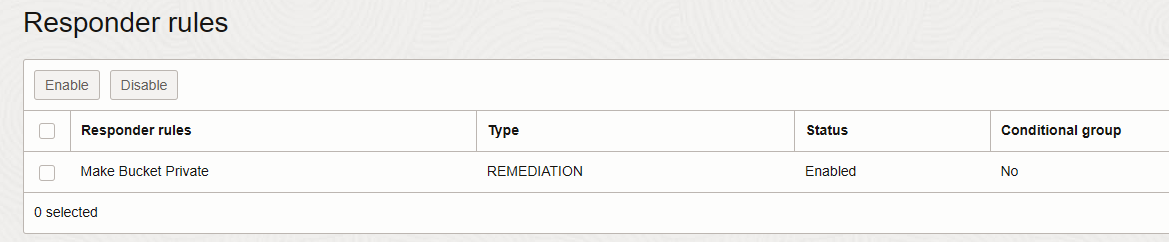 Responder rules
Enable Disable
Responder rules Type Status Conditional group
Make Bucket Private REMEDIATION Enabled No
0 selected